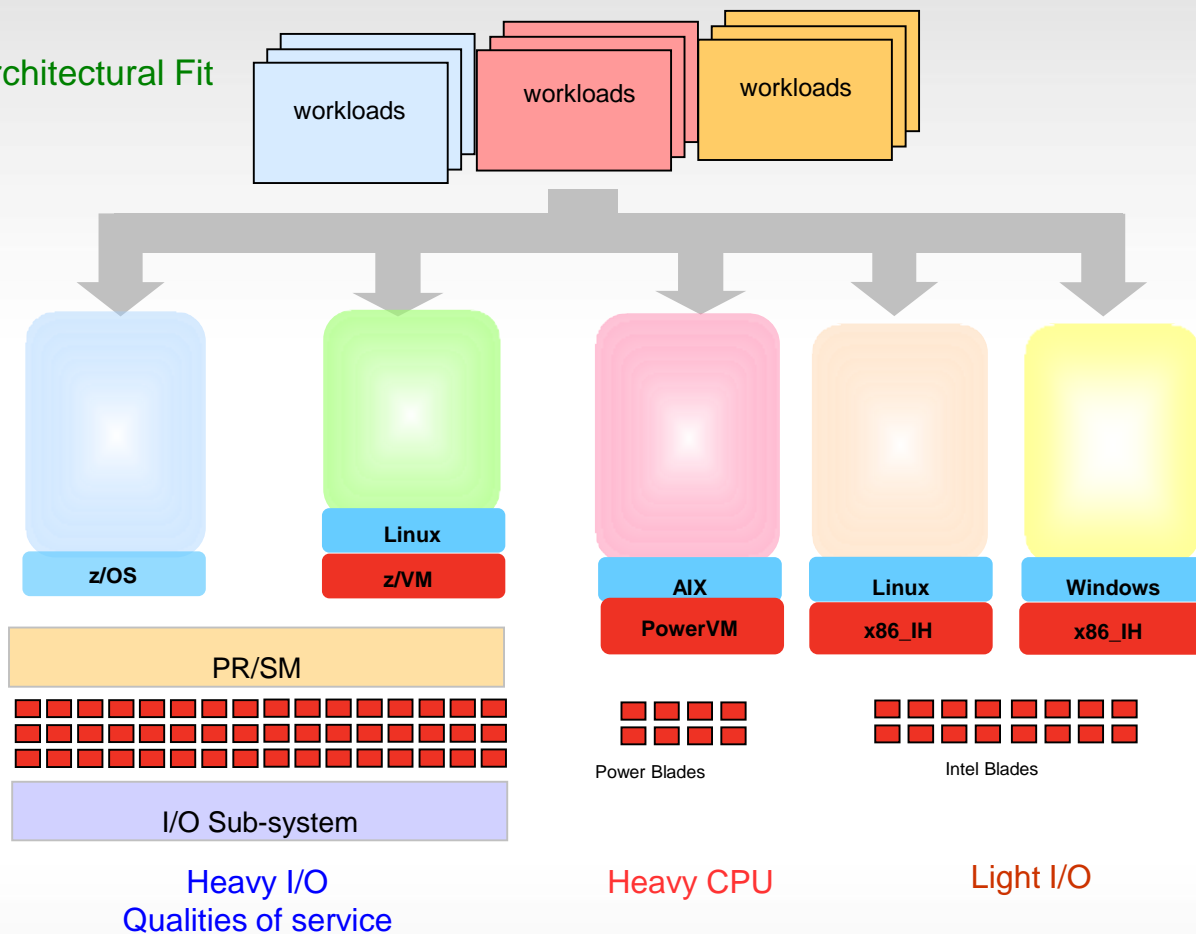 rchitectural Fit
workloads
workloads
workloads
Linux
z/OS
z/VM
AIX
Linux
Windows
PowerVM
x86_IH
x86_IH
PR/SM
Power Blades
Intel Blades
I/O Sub-system
Heavy I/O
Qualities of service
Heavy CPU
Light I/O